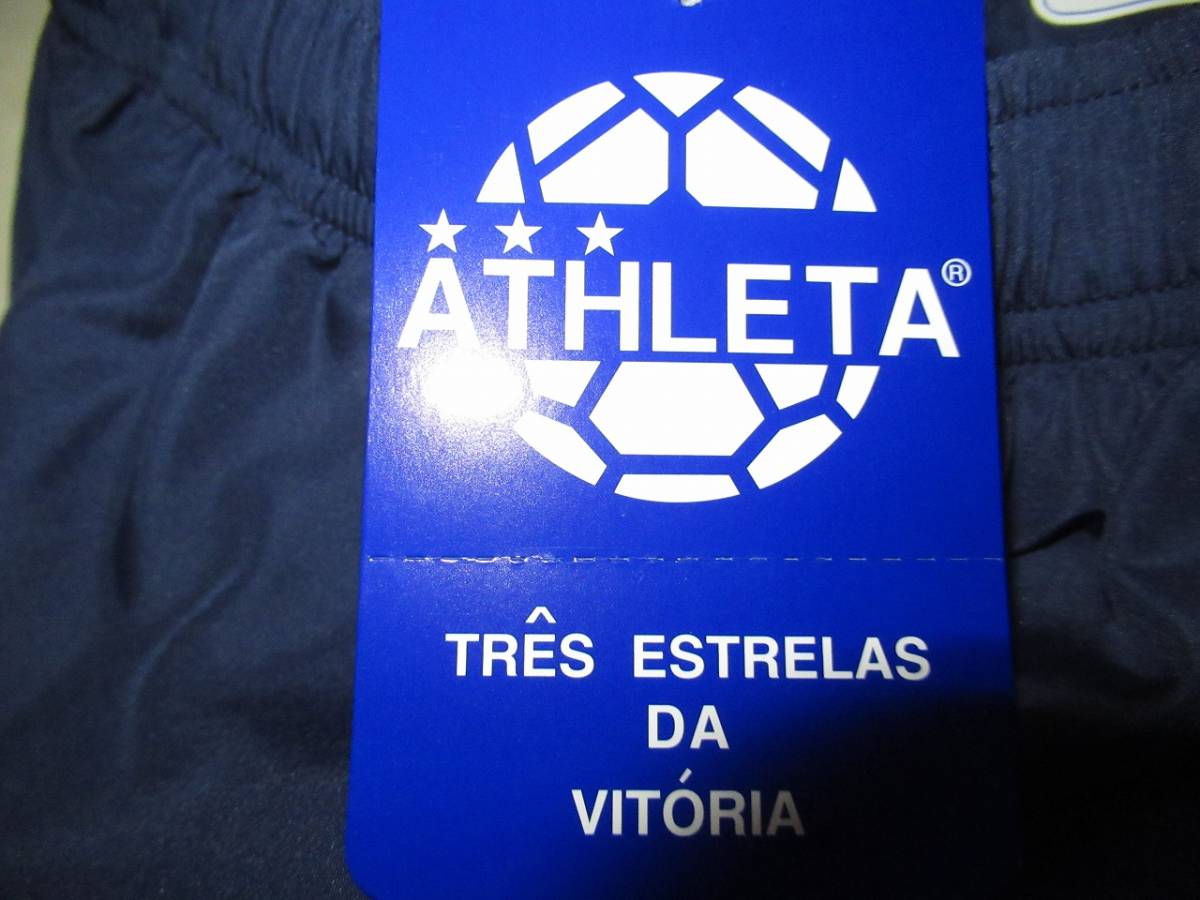 ATHLETA®
TRÊS ESTRELAS
DA
VITÓRIA